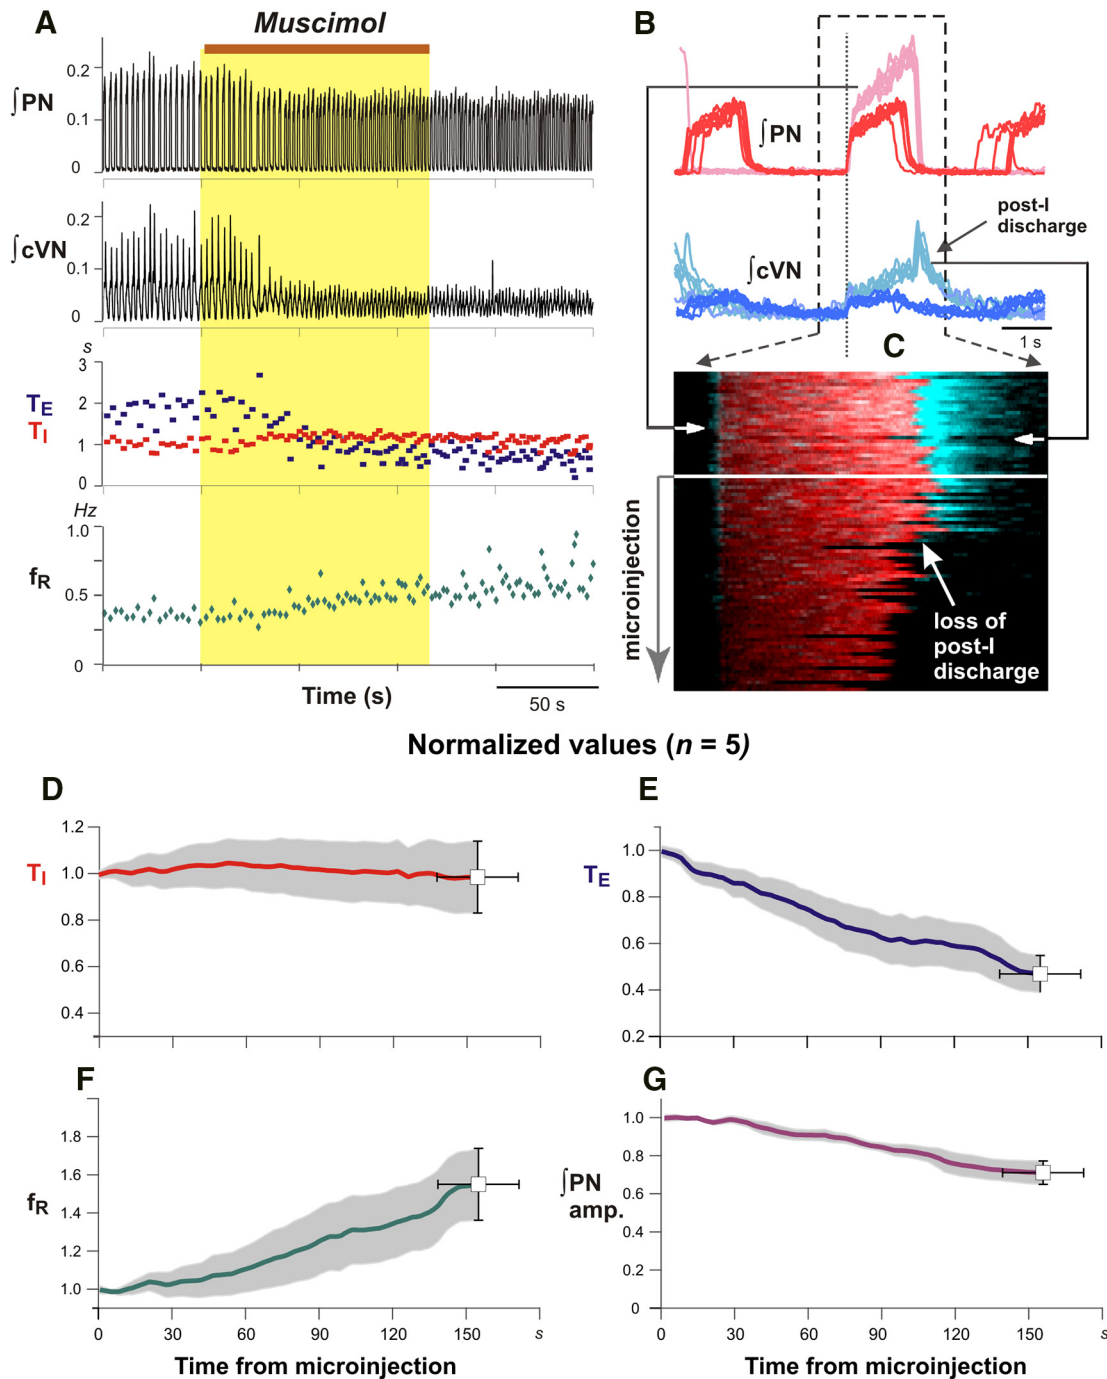 A
Muscimol
∫PN
0.2
0.1
0
∫cVN
0.2
0.1
0
s
3
2
1
0
TE
TI
Hz
1.0
0.5
0
fR
Time (s)
50 s
B
∫PN
∫cVN
post-I
discharge
1 s
C
microinjection
loss of
post-I
discharge
Normalized values (n = 5)
D
TI
1.2
1.0
0.8
0.6
0.4
E
TE
1.0
0.8
0.6
0.4
0.2
F
fR
1.8
1.6
1.4
1.2
1.0
0 30 60 90 120 150 s
Time from microinjection
G
∫PN
amp.
1.0
0.8
0.6
0.4
0.2
0
0 30 60 90 120 150 s
Time from microinjection